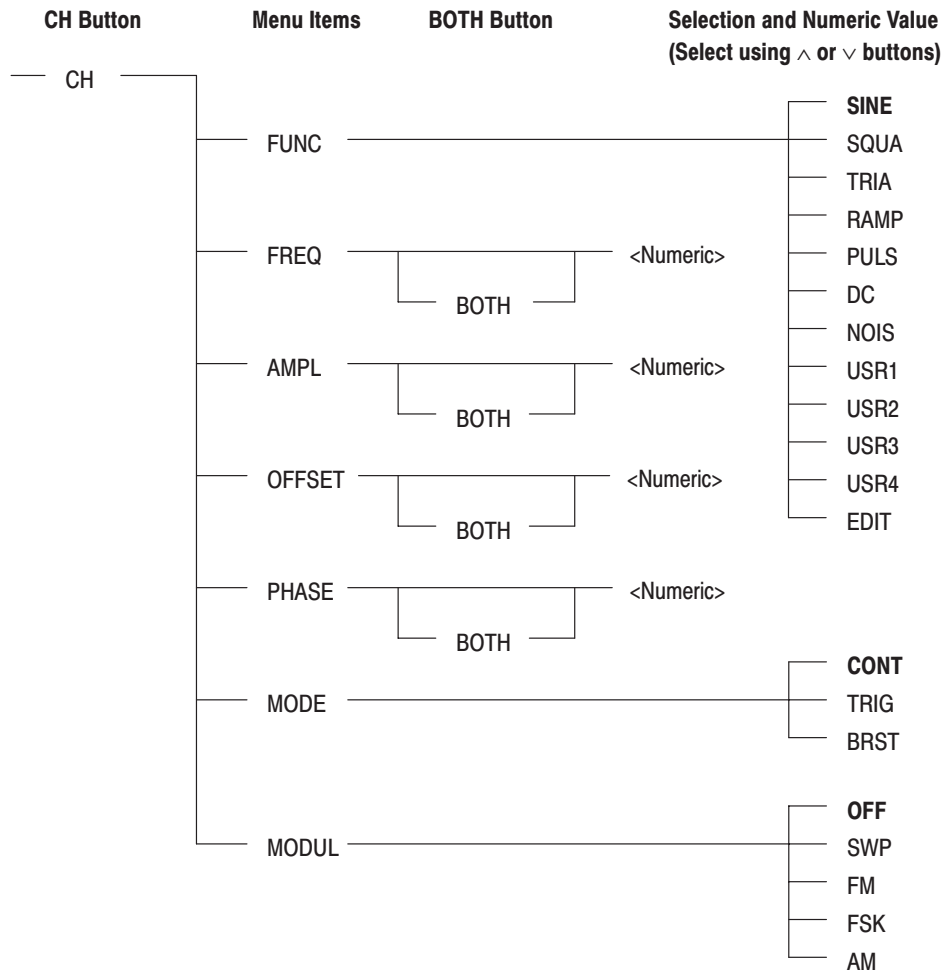 CH Button Menu Items BOTH Button Selection and Numeric Value
(Select using ∧ or ∨ buttons)
CH
SINE
FUNC SQUA
TRIA
RAMP
FREQ <Numeric> PULS
DC
BOTH
NOIS
AMPL <Numeric> USR1
USR2
BOTH
USR3
OFFSET <Numeric> USR4
EDIT
BOTH
PHASE <Numeric>
BOTH
CONT
MODE TRIG
BRST
OFF
MODUL SWP
FM
FSK
AM